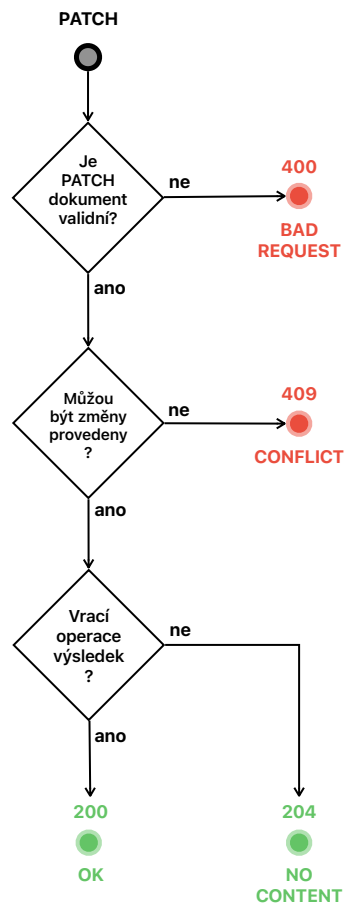 PATCH
Je
PATCH
dokument
validní?
ne
400
BAD
REQUEST
ano
Můžou
být změny
provedeny
?
ne
409
CONFLICT
ano
Vrací
operace
výsledek
?
ne
ano
200
OK
204
NO
CONTENT